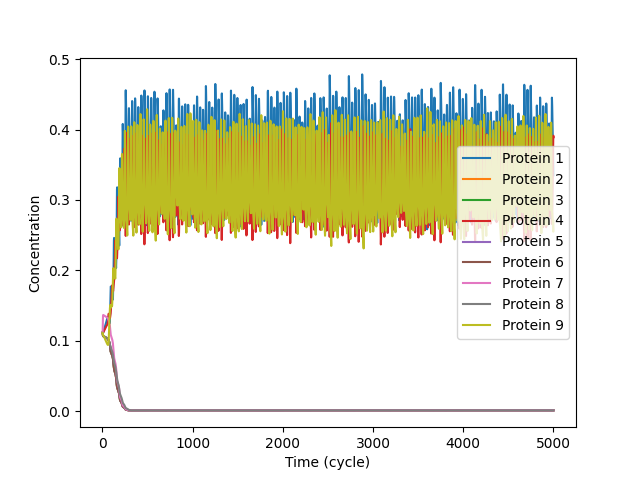 0.5
0.4
0.3
0.2
0.1
0.0
Concentration
0
1000
2000
3000
4000
5000
Time (cycle)
Protein 1
Protein 2
Protein 3
Protein 4
Protein 5
Protein 6
Protein 7
Protein 8
Protein 9